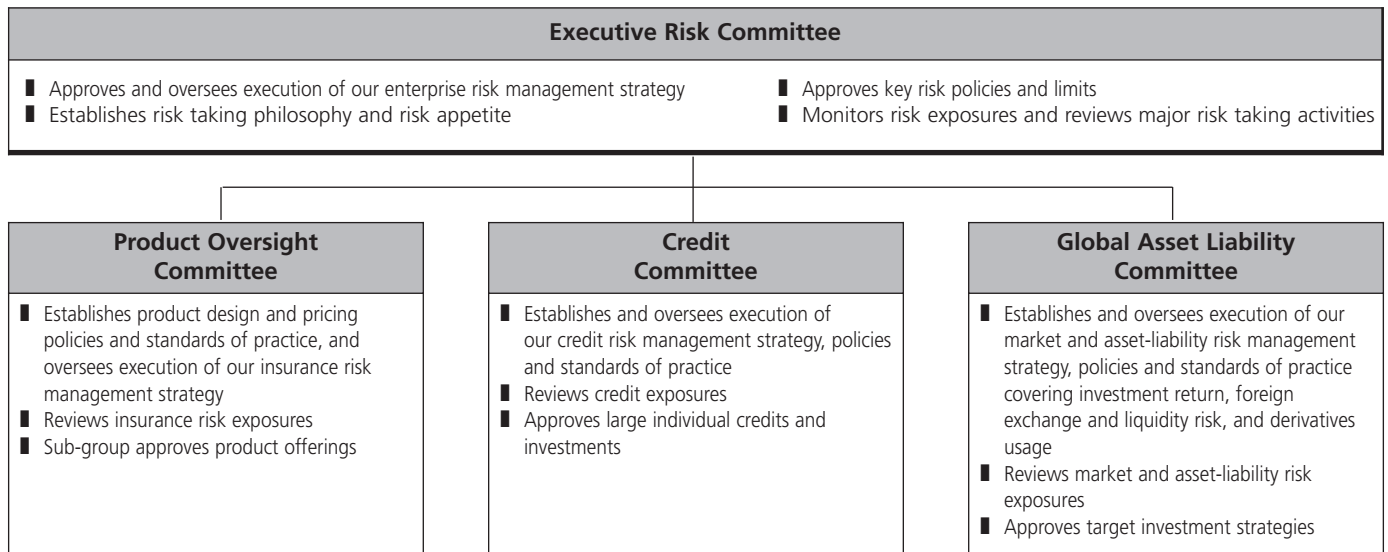 Executive Risk Committee
■ Approves and oversees execution of our enterprise risk management strategy
■ Establishes risk taking philosophy and risk appetite
■ Approves key risk policies and limits
■ Monitors risk exposures and reviews major risk taking activities
Product Oversight
Committee
■ Establishes product design and pricing
policies and standards of practice, and
oversees execution of our insurance risk
management strategy
■ Reviews insurance risk exposures
■ Sub-group approves product offerings
Credit
Committee
■ Establishes and oversees execution of
our credit risk management strategy, policies
and standards of practice
■ Reviews credit exposures
■ Approves large individual credits and
investments
Global Asset Liability
Committee
■ Establishes and oversees execution of our
market and asset-liability risk management
strategy, policies and standards of practice
covering investment return, foreign
exchange and liquidity risk, and derivatives
usage
■ Reviews market and asset-liability risk
exposures
■ Approves target investment strategies